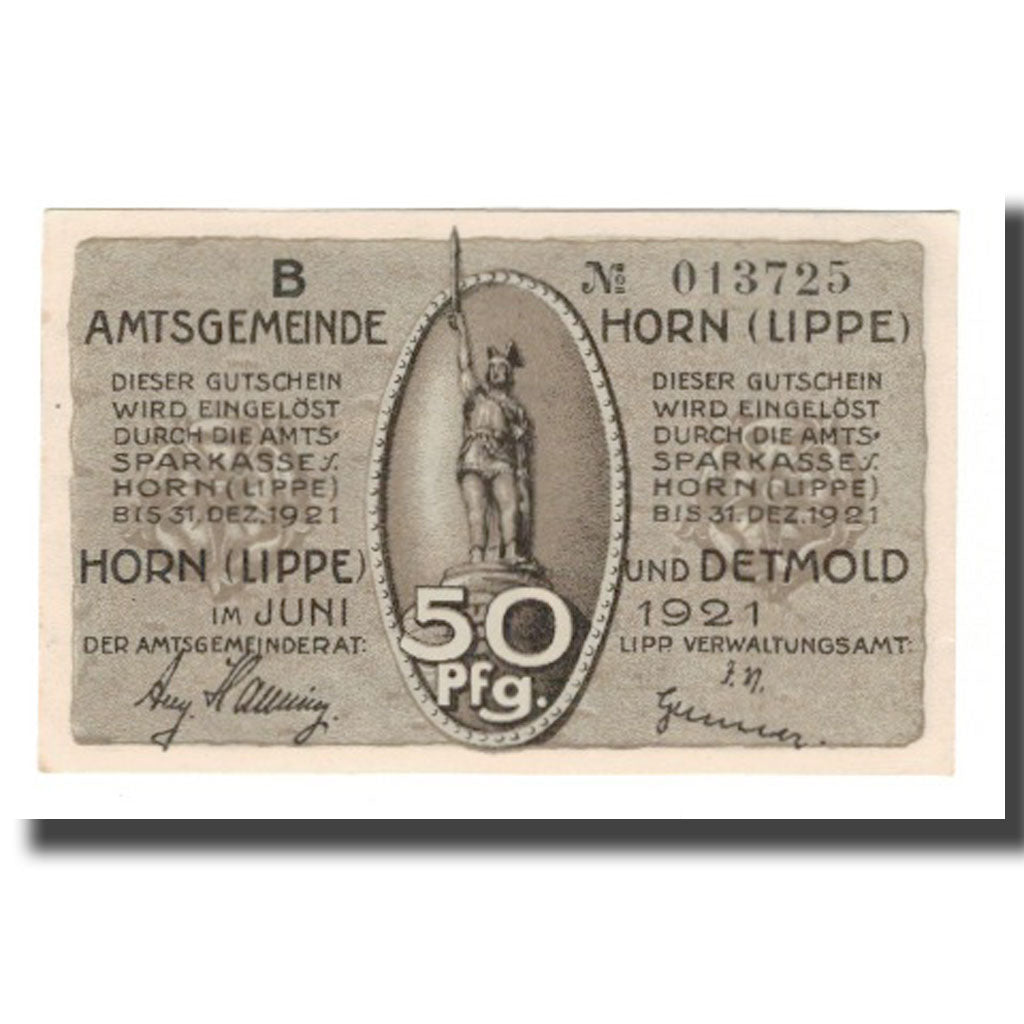 B
AMTSGEMEINDE
DIESER GUTSCHEIN
WIRD EINGELÖST
DURCH DIE AMTS-
SPARKASSE s.
HORN (LIPPE)
BIS 31. DEZ. 1921
HORN (LIPPE)
IM JUNI
DER AMTSGEMEINDERAT:
50
Pfg.
№ 013725
HORN (LIPPE)
DIESER GUTSCHEIN
WIRD EINGELÖST
DURCH DIE AMTS-
SPARKASSE s.
HORN (LIPPE)
BIS 31. DEZ. 1921
UND DETMOLD
1921
LIPP. VERWALTUNGSAMT: